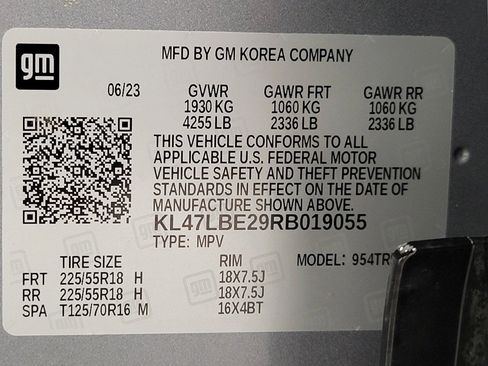 gm
MFD BY GM KOREA COMPANY
06/23 GVWR GAWR FRT GAWR RR
1930 KG 1060 KG 1060 KG
4255 LB 2336 LB 2336 LB
THIS VEHICLE CONFORMS TO ALL
APPLICABLE U.S. FEDERAL MOTOR
VEHICLE SAFETY AND THEFT PREVENTION
STANDARDS IN EFFECT ON THE DATE OF
MANUFACTURE SHOWN ABOVE.
KL47LBE29RB019055
TYPE: MPV
TIRE SIZE RIM MODEL: 954TR
FRT 225/55R18 H 18X7.5J
RR 225/55R18 H 18X7.5J
SPA T125/70R16 M 16X4BT